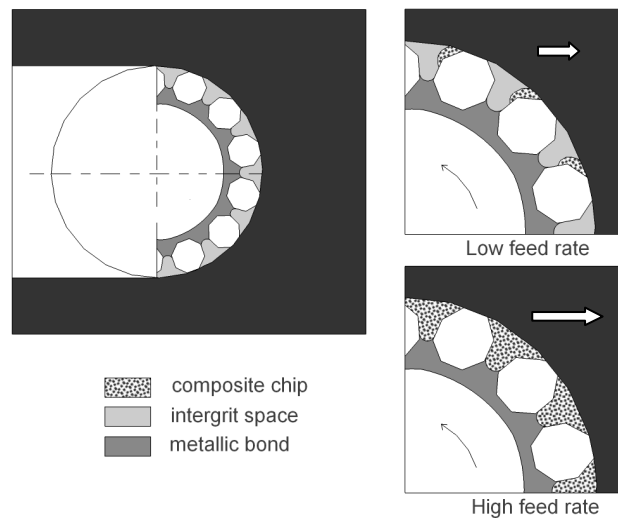 Low feed rate
composite chip
intergrit space
metallic bond
High feed rate